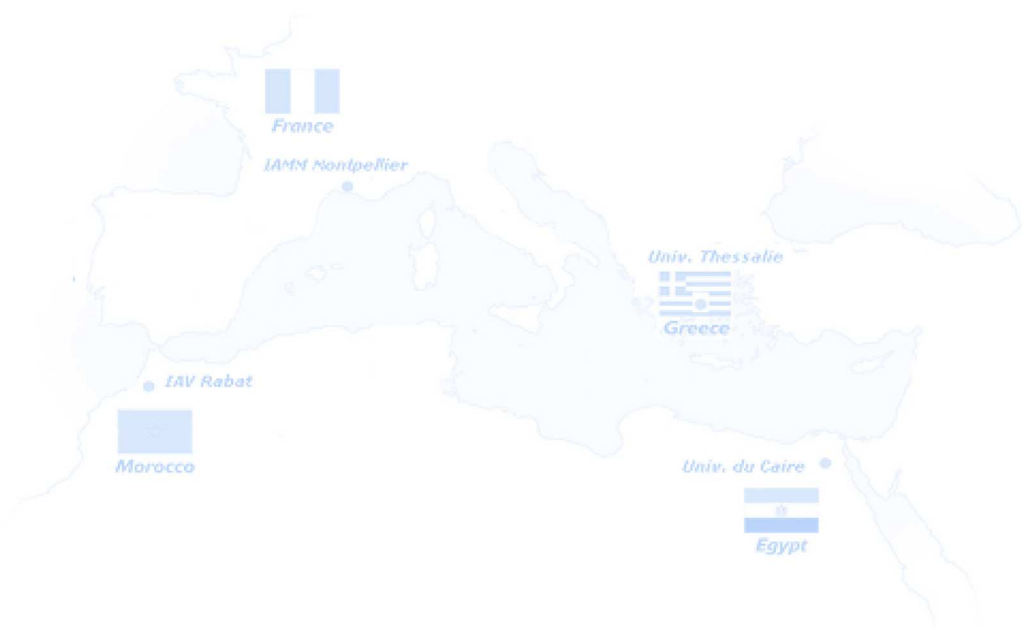 France
IAMM Montpellier
Univ. Thessalie
Greece
IAV Rabat
Morocco
Univ. du Caire
Egypt